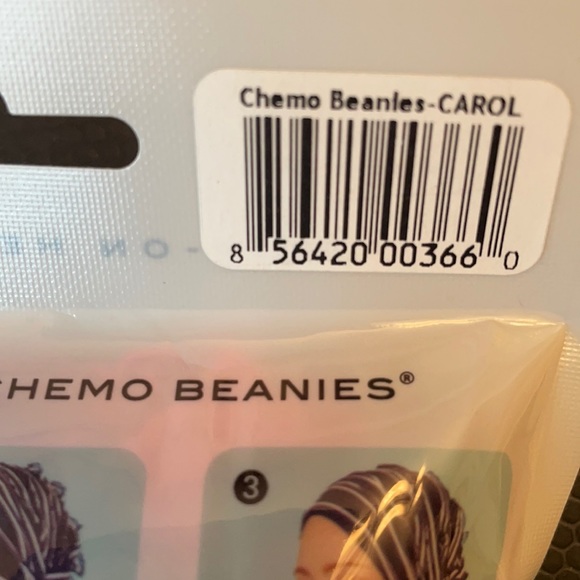 Chemo Beanies-CAROL
8 56420 00366 0
CHEMO BEANIES®
3